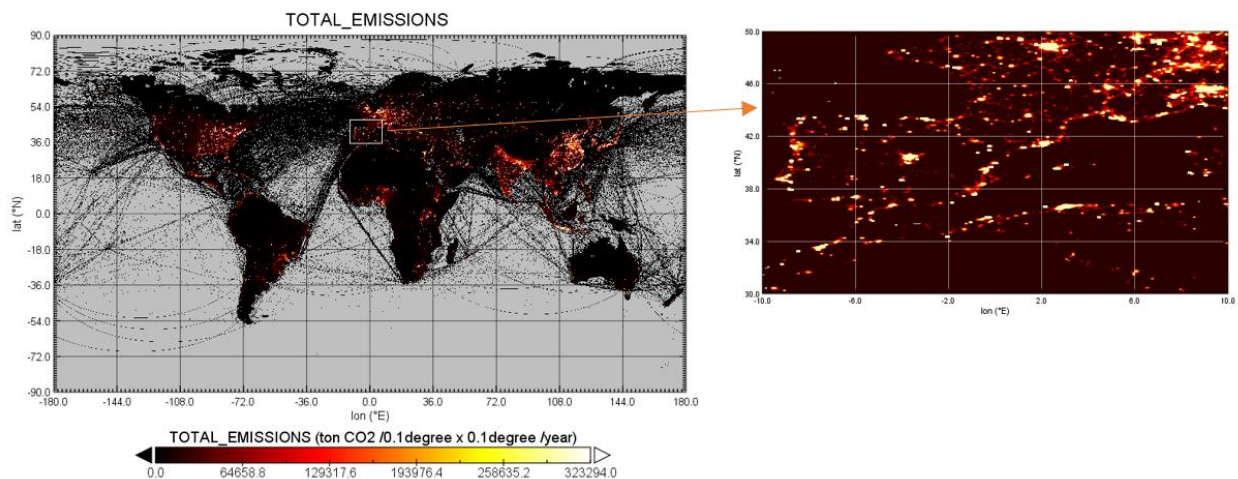 TOTAL_EMISSIONS
90.0
72.0
54.0
36.0
18.0
0.0
-18.0
-36.0
-54.0
-72.0
-90.0
lat (°N)
-180.0 -144.0 -108.0 -72.0 -36.0 0.0 36.0 72.0 108.0 144.0 180.0
lon (°E)
TOTAL_EMISSIONS (ton CO2 /0.1degree x 0.1degree /year)
0.0 64658.8 129317.6 193976.4 258635.2 323294.0
50.0
46.0
42.0
38.0
34.0
30.0
lat (°N)
-10.0 -6.0 -2.0 2.0 6.0 10.0
lon (°E)